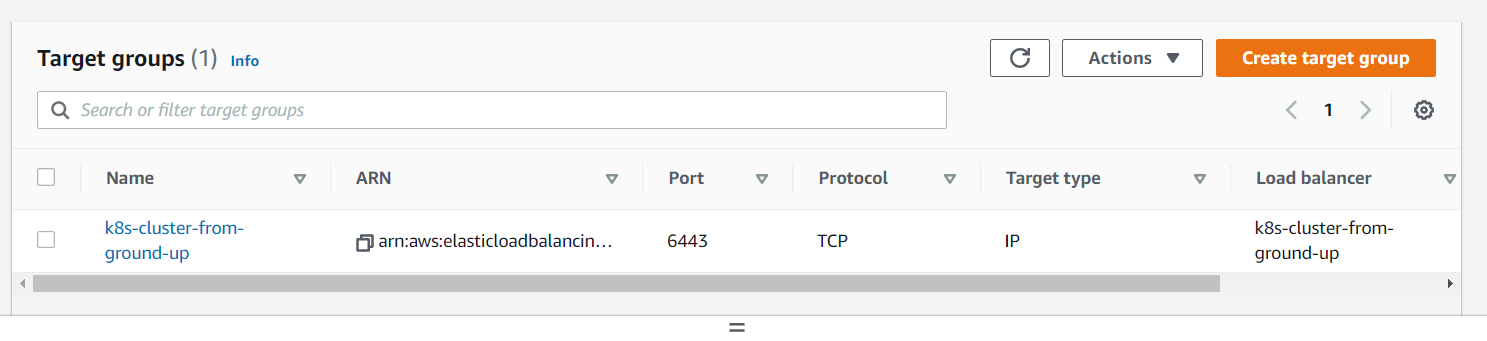 Target groups (1) Info
Actions
Create target group
Search or filter target groups
1
Name ARN Port Protocol Target type Load balancer
k8s-cluster-from-
ground-up
arn:aws:elasticloadbalancin…
6443
TCP
IP
k8s-cluster-from-
ground-up